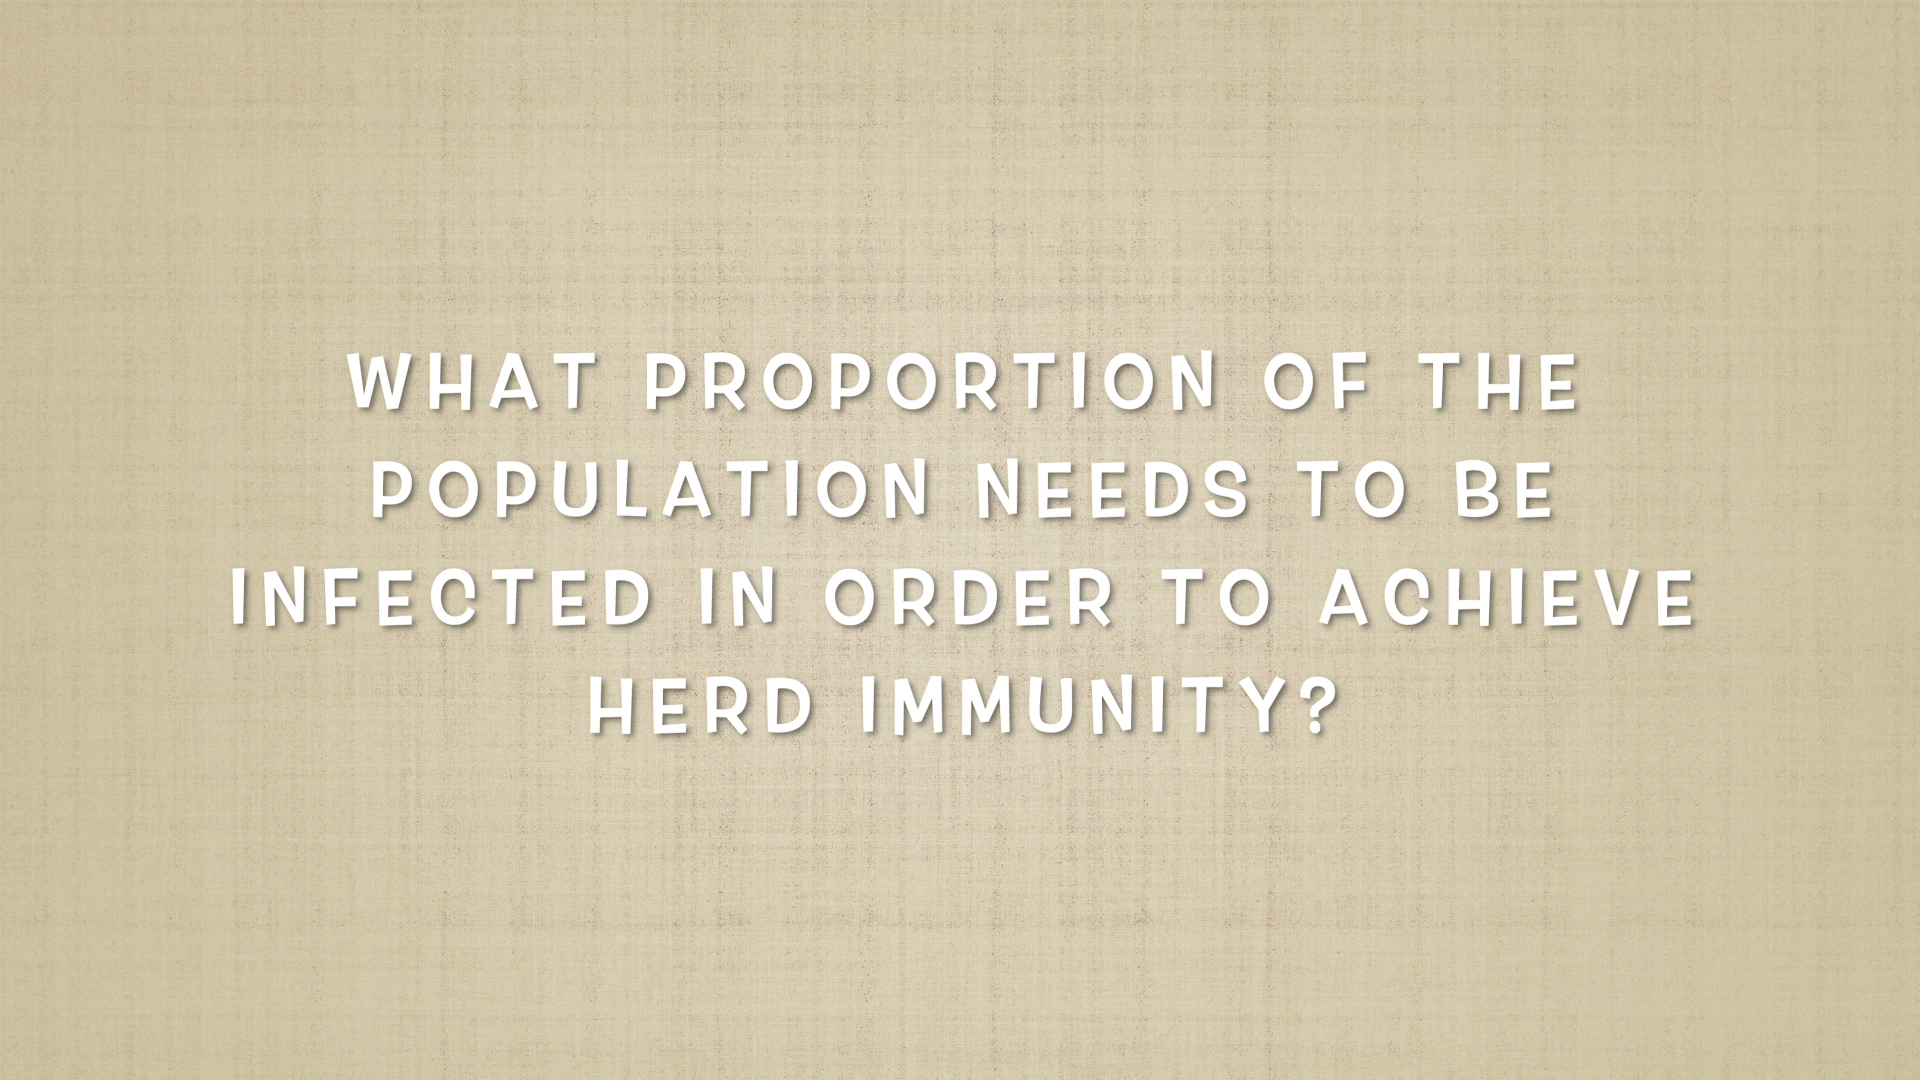 WHAT PROPORTION OF THE
POPULATION NEEDS TO BE
INFECTED IN ORDER TO ACHIEVE
HERD IMMUNITY?